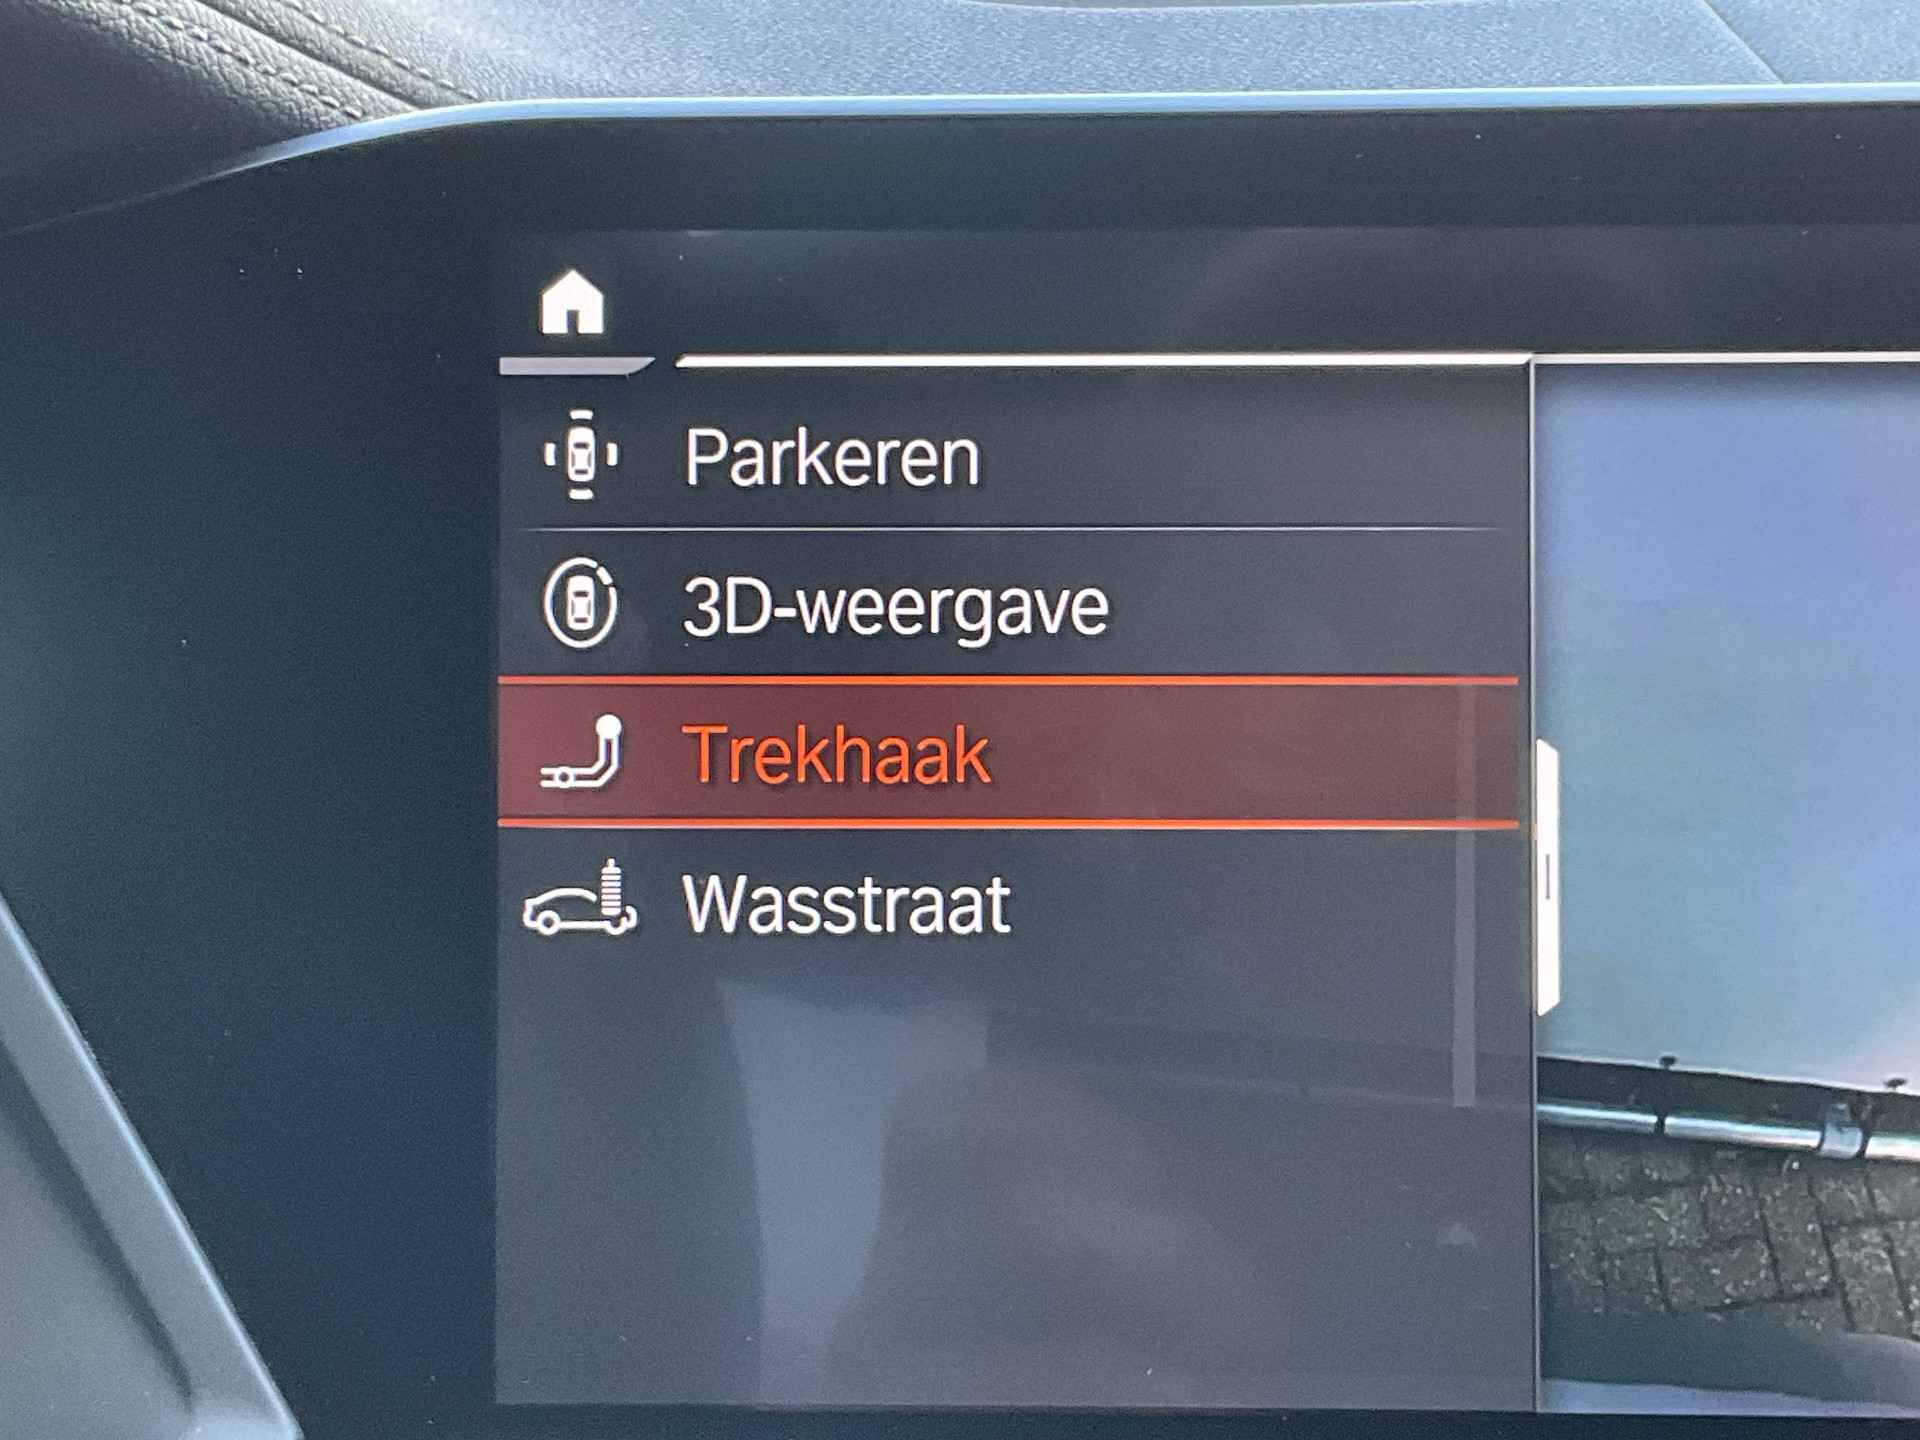 Parkeren
3D-weergave
Trekhaak
Wasstraat